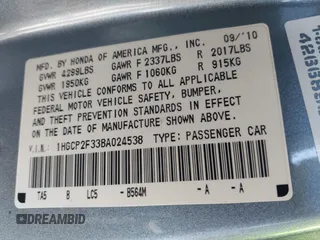 MFD. BY HONDA OF AMERICA MFG., INC. 09/'10
GVWR 4299LBS GAWR F 2337LBS R 2017LBS
GVWR 1950KG GAWR F 1060KG R 915KG
THIS VEHICLE CONFORMS TO ALL APPLICABLE
FEDERAL MOTOR VEHICLE SAFETY, BUMPER,
AND THEFT PREVENTION STANDARDS IN EFFECT
ON THE DATE OF MANUFACTURE SHOWN ABOVE.
V.I.N. 1HGCP2F33BA024538 TYPE: PASSENGER CAR
TA5 B LC5 - B564M - A - A
@ CARDEAMBID